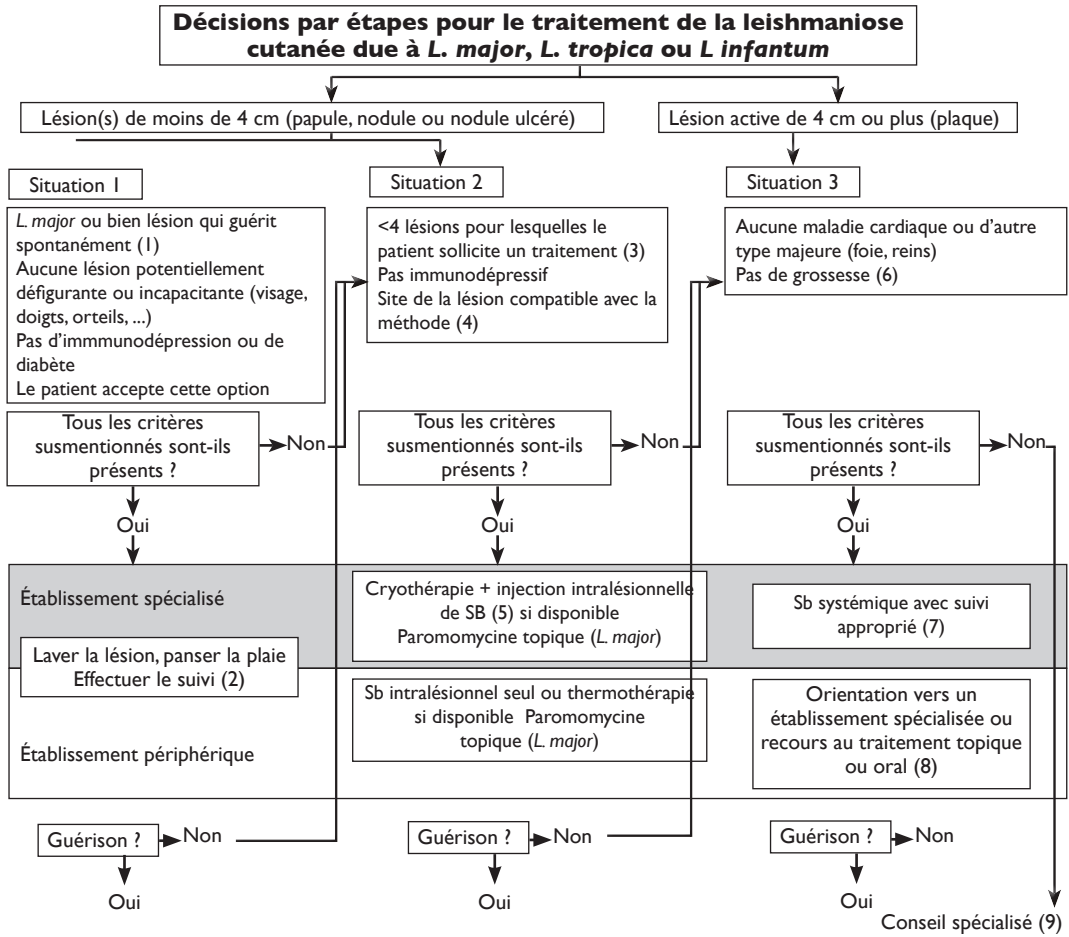 Décisions par étapes pour le traitement de la leishmaniose
cutanée due à L. major, L. tropica ou L infantum
Lésion(s) de moins de 4 cm (papule, nodule ou nodule ulcéré)
Lésion active de 4 cm ou plus (plaque)
Situation 1
Situation 2
Situation 3
L. major ou bien lésion qui guérit
spontanément (1)
Aucune lésion potentiellement
défigurante ou incapacitante (visage,
doigts, orteils, ...)
Pas d'immmunodépression ou de
diabète
Le patient accepte cette option
<4 lésions pour lesquelles le
patient sollicite un traitement (3)
Pas immunodépressif
Site de la lésion compatible avec la
méthode (4)
Aucune maladie cardiaque ou d'autre
type majeure (foie, reins)
Pas de grossesse (6)
Tous les critères
susmentionnés sont-ils
présents ?
Non
Oui
Tous les critères
susmentionnés sont-ils
présents ?
Non
Oui
Tous les critères
susmentionnés sont-ils
présents ?
Non
Oui
Établissement spécialisé
Cryothérapie + injection intralésionnelle
de SB (5) si disponible
Paromomycine topique (L. major)
Sb systémique avec suivi
approprié (7)
Laver la lésion, panser la plaie
Effectuer le suivi (2)
Établissement périphérique
Sb intralésionnel seul ou thermothérapie
si disponible Paromomycine
topique (L. major)
Orientation vers un
établissement spécialisée ou
recours au traitement topique
ou oral (8)
Guérison ?
Non
Oui
Guérison ?
Non
Oui
Guérison ?
Non
Oui
Conseil spécialisé (9)